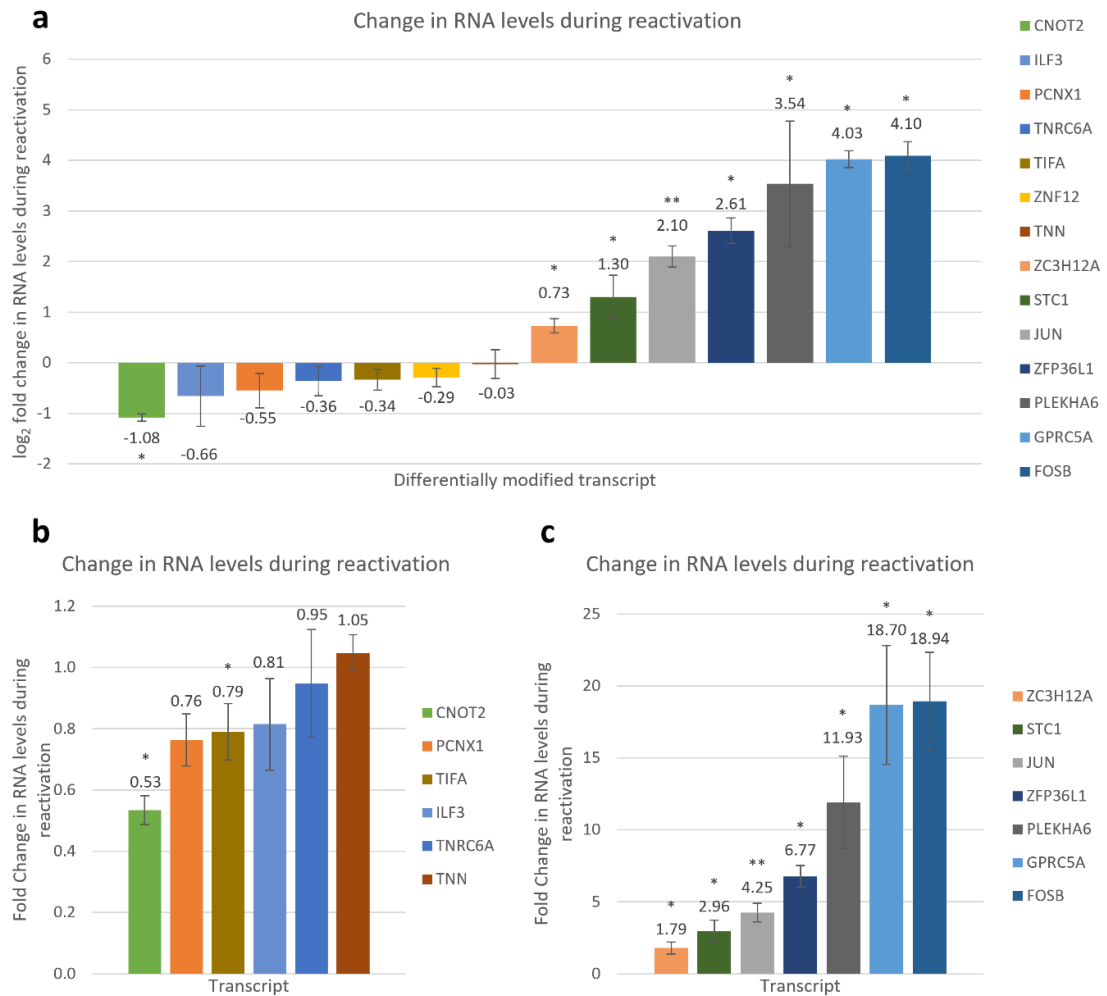 a
Change in RNA levels during reactivation
log2 fold change in RNA levels during reactivation
6
5
4
3
2
1
0
-1
-2
-1.08
*
-0.66
-0.55
-0.36
-0.34
-0.29
-0.03
*
0.73
*
1.30
**
2.10
*
2.61
*
3.54
*
4.03
*
4.10
Differentially modified transcript
CNOT2
ILF3
PCNX1
TNRC6A
TIFA
ZNF12
TNN
ZC3H12A
STC1
JUN
ZFP36L1
PLEKHA6
GPRC5A
FOSB
b
Change in RNA levels during reactivation
Fold Change in RNA levels during
reactivation
1.2
1.0
0.8
0.6
0.4
0.2
0.0
*
0.53
0.76
*
0.79
0.81
0.95
1.05
Transcript
CNOT2
PCNX1
TIFA
ILF3
TNRC6A
TNN
c
Change in RNA levels during reactivation
Fold Change in RNA levels during
reactivation
25
20
15
10
5
0
*
1.79
*
2.96
**
4.25
*
6.77
*
11.93
*
18.70
*
18.94
Transcript
ZC3H12A
STC1
JUN
ZFP36L1
PLEKHA6
GPRC5A
FOSB